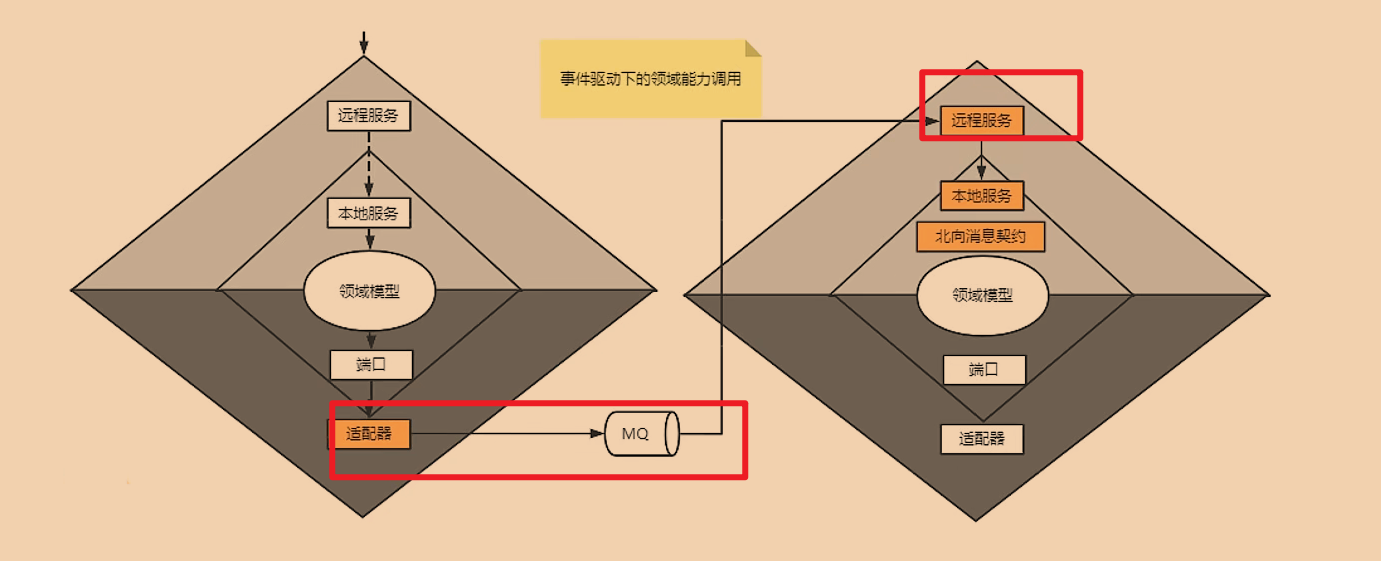 事件驱动下的领域能力调用
远程服务
本地服务
领域模型
端口
适配器
MQ
远程服务
本地服务
北向消息契约
领域模型
端口
适配器